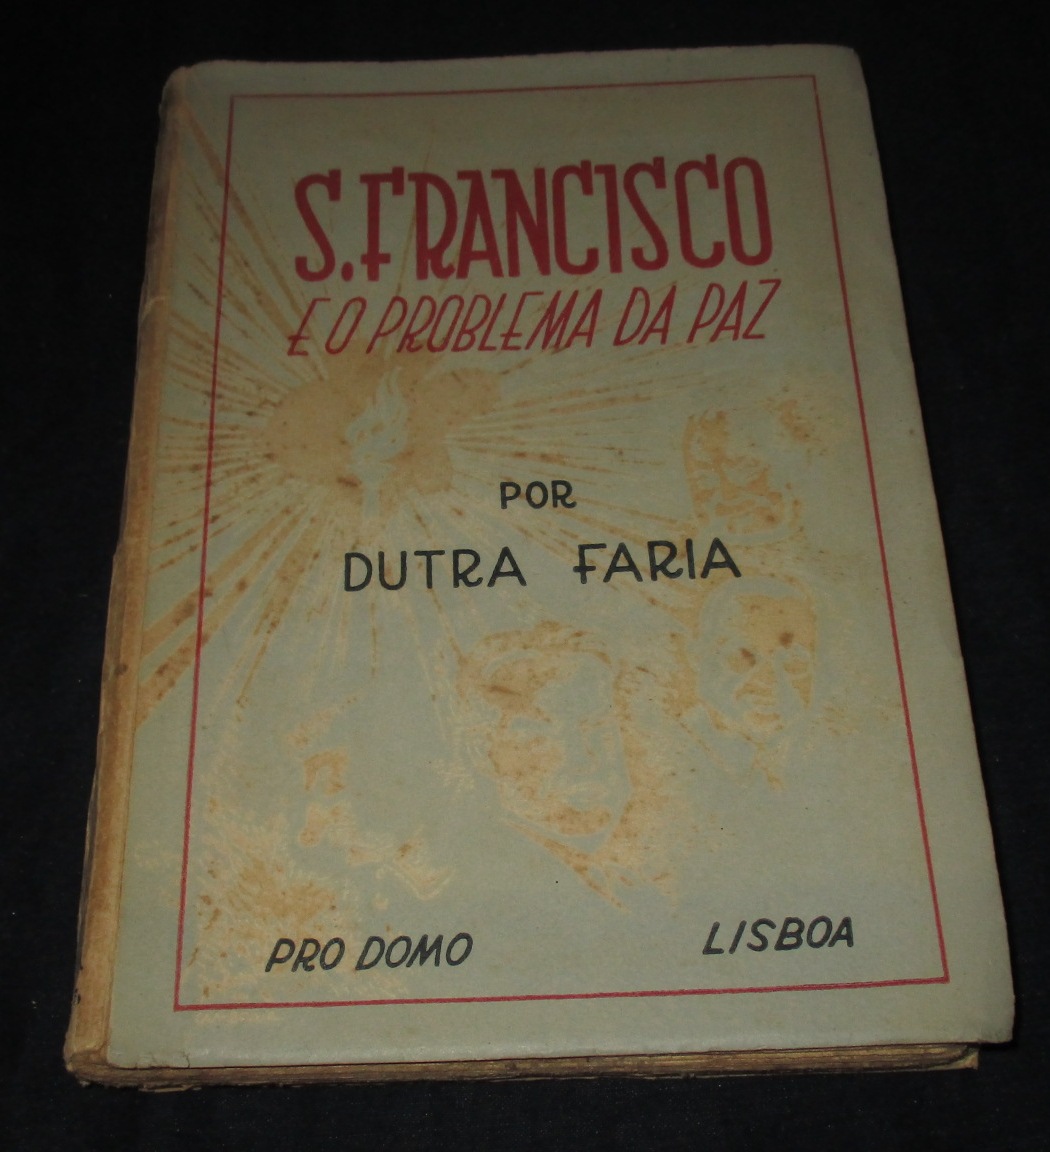 S. FRANCISCO
E O PROBLEMA DA PAZ
POR
DUTRA FARIA
PRO DOMO LISBOA